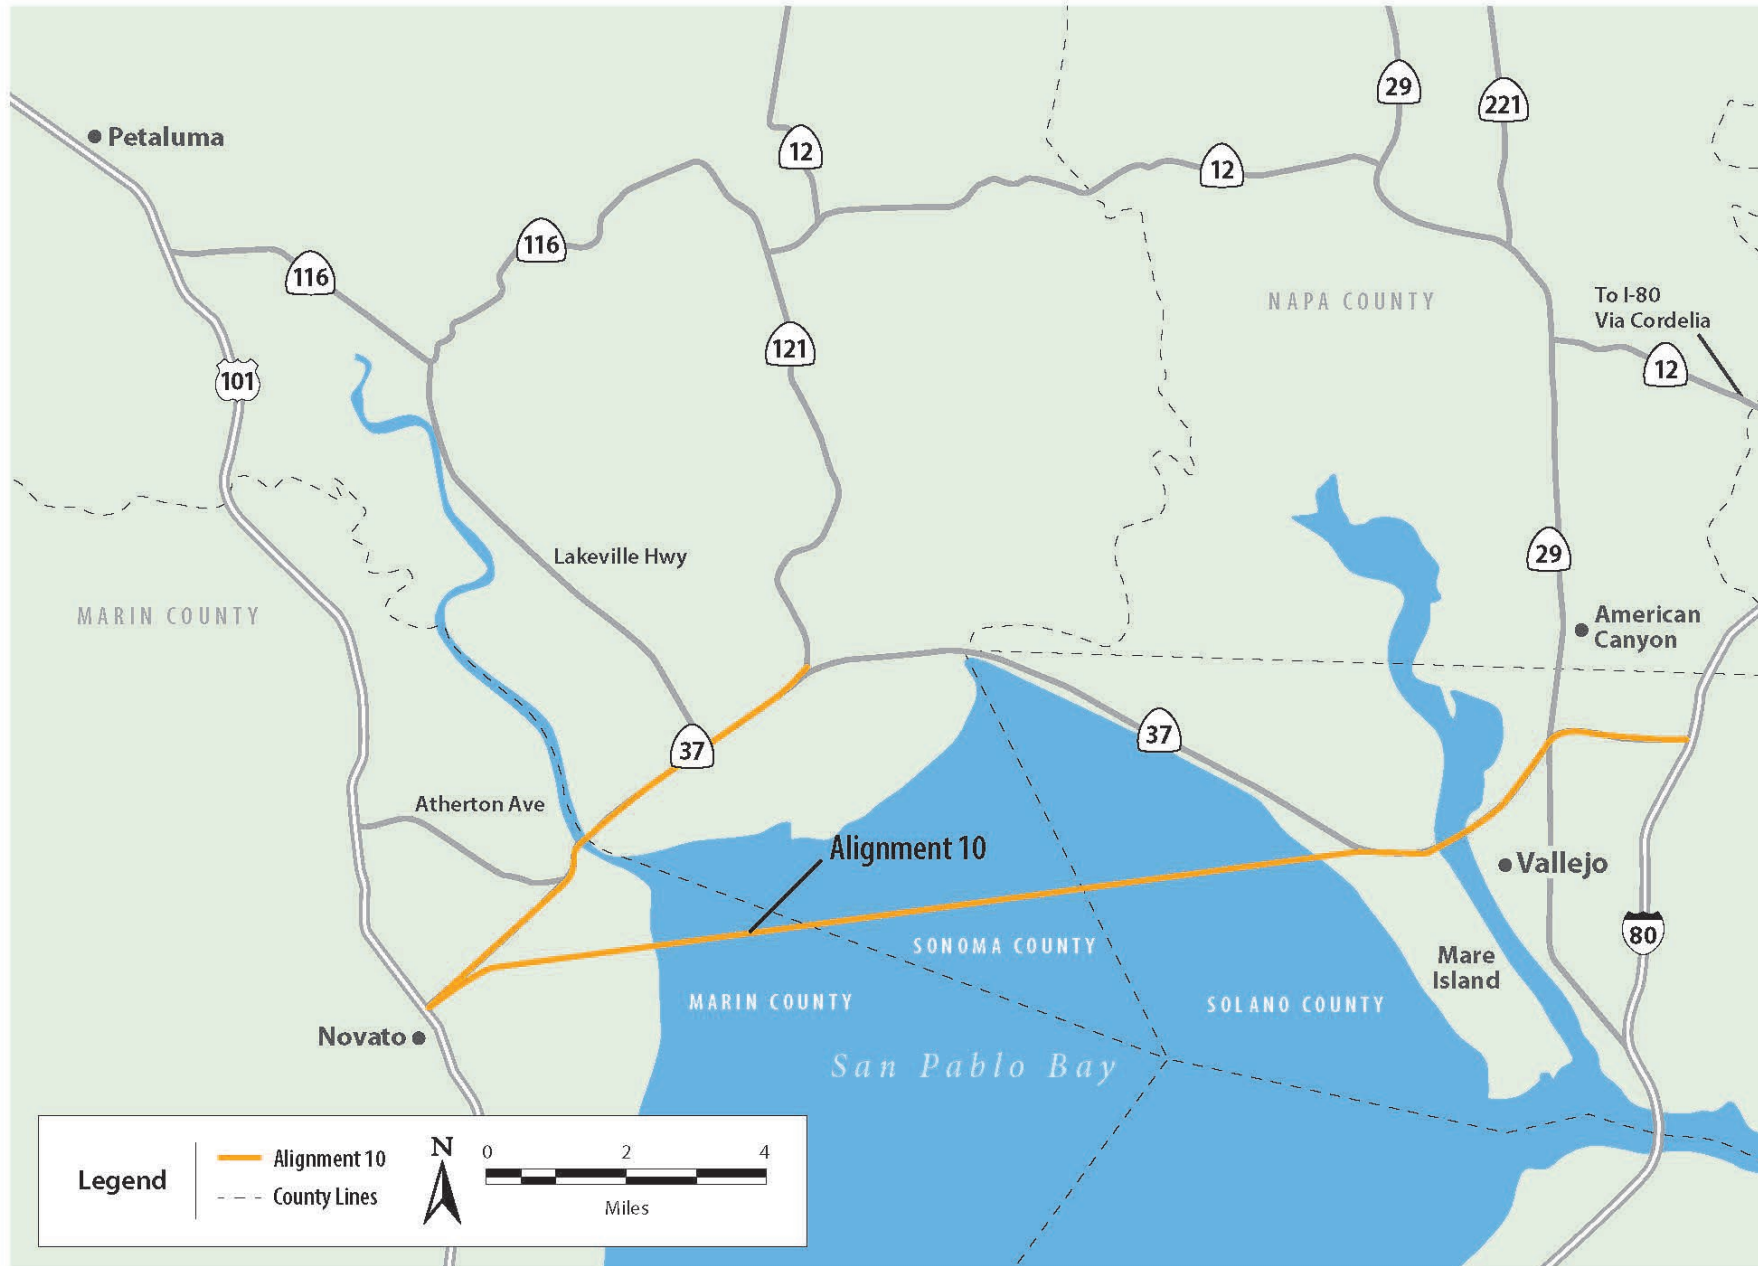 29
221
Petaluma
12
12
116
116
NAPA COUNTY
To I-80
Via Cordelia
121
12
101
29
Lakeville Hwy
MARIN COUNTY
American
Canyon
37
37
Atherton Ave
Alignment 10
Vallejo
80
SONOMA COUNTY
Mare
Island
MARIN COUNTY
SOLANO COUNTY
Novato
San Pablo Bay
Legend
Alignment 10
County Lines
N
0 2 4
Miles